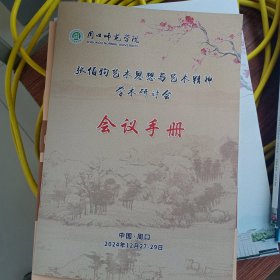 周口师范学院
张伯驹艺术思想与艺术精神
学术研讨会
会议手册
中国·周口
2024年12月27-29日